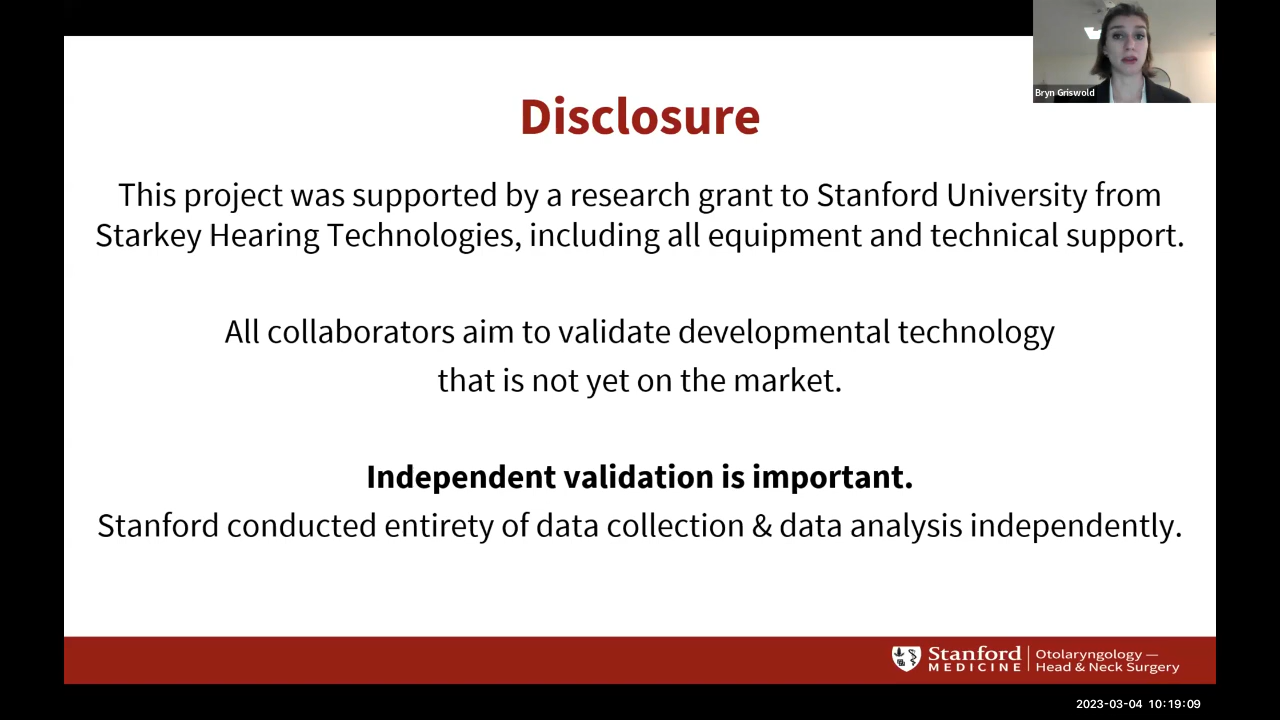 Bryn Griswold
Disclosure
This project was supported by a research grant to Stanford University from
Starkey Hearing Technologies, including all equipment and technical support.
All collaborators aim to validate developmental technology
that is not yet on the market.
Independent validation is important.
Stanford conducted entirety of data collection & data analysis independently.
Stanford
MEDICINE
Otolaryngology —
Head & Neck Surgery
2023-03-04 10:19:09